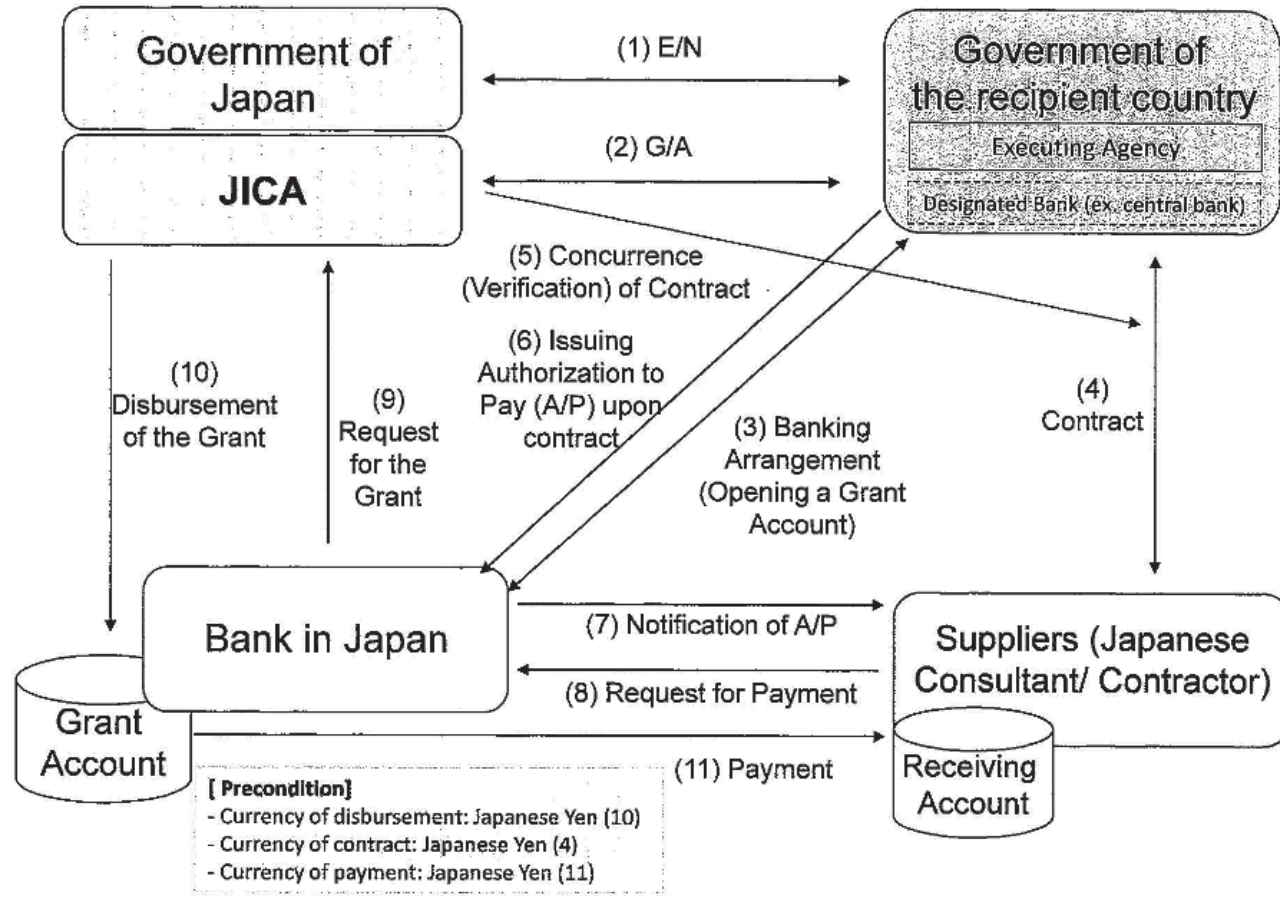 Government of
Japan
JICA
(1) E/N
(2) G/A
Government of
the recipient country
Executing Agency
Designated Bank (ex. central bank)
(5) Concurrence
(Verification) of Contract
(6) Issuing
Authorization to
Pay (A/P) upon
contract
(3) Banking
Arrangement
(Opening a Grant
Account)
(4)
Contract
(10)
Disbursement
of the Grant
(9)
Request
for the
Grant
Bank in Japan
(7) Notification of A/P
(8) Request for Payment
Suppliers (Japanese
Consultant/ Contractor)
Grant
Account
(11) Payment
Receiving
Account
[ Precondition]
- Currency of disbursement: Japanese Yen (10)
- Currency of contract: Japanese Yen (4)
- Currency of payment: Japanese Yen (11)